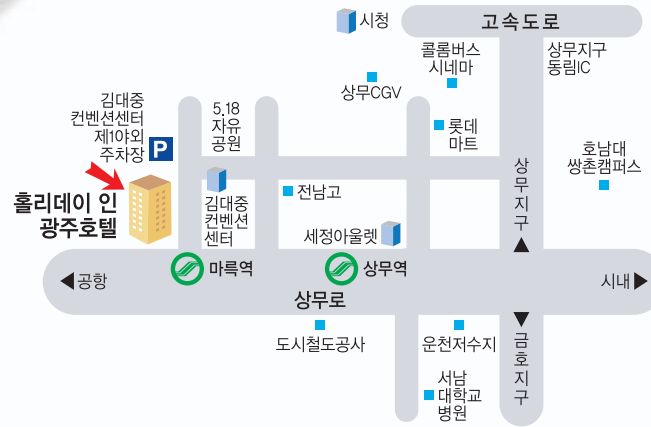 시청
고속도로
콜롬버스
시네마
상무지구
동림IC
상무CGV
김대중
컨벤션센터
제1야외
주차장
P
5.18
자유
공원
롯데
마트
호남대
쌍촌캠퍼스
상무지구
홀리데이 인
광주호텔
김대중
컨벤션
센터
전남고
세정아울렛
공항
마륵역
상무역
시내
상무로
도시철도공사
운천저수지
금호지구
서남
대학교
병원